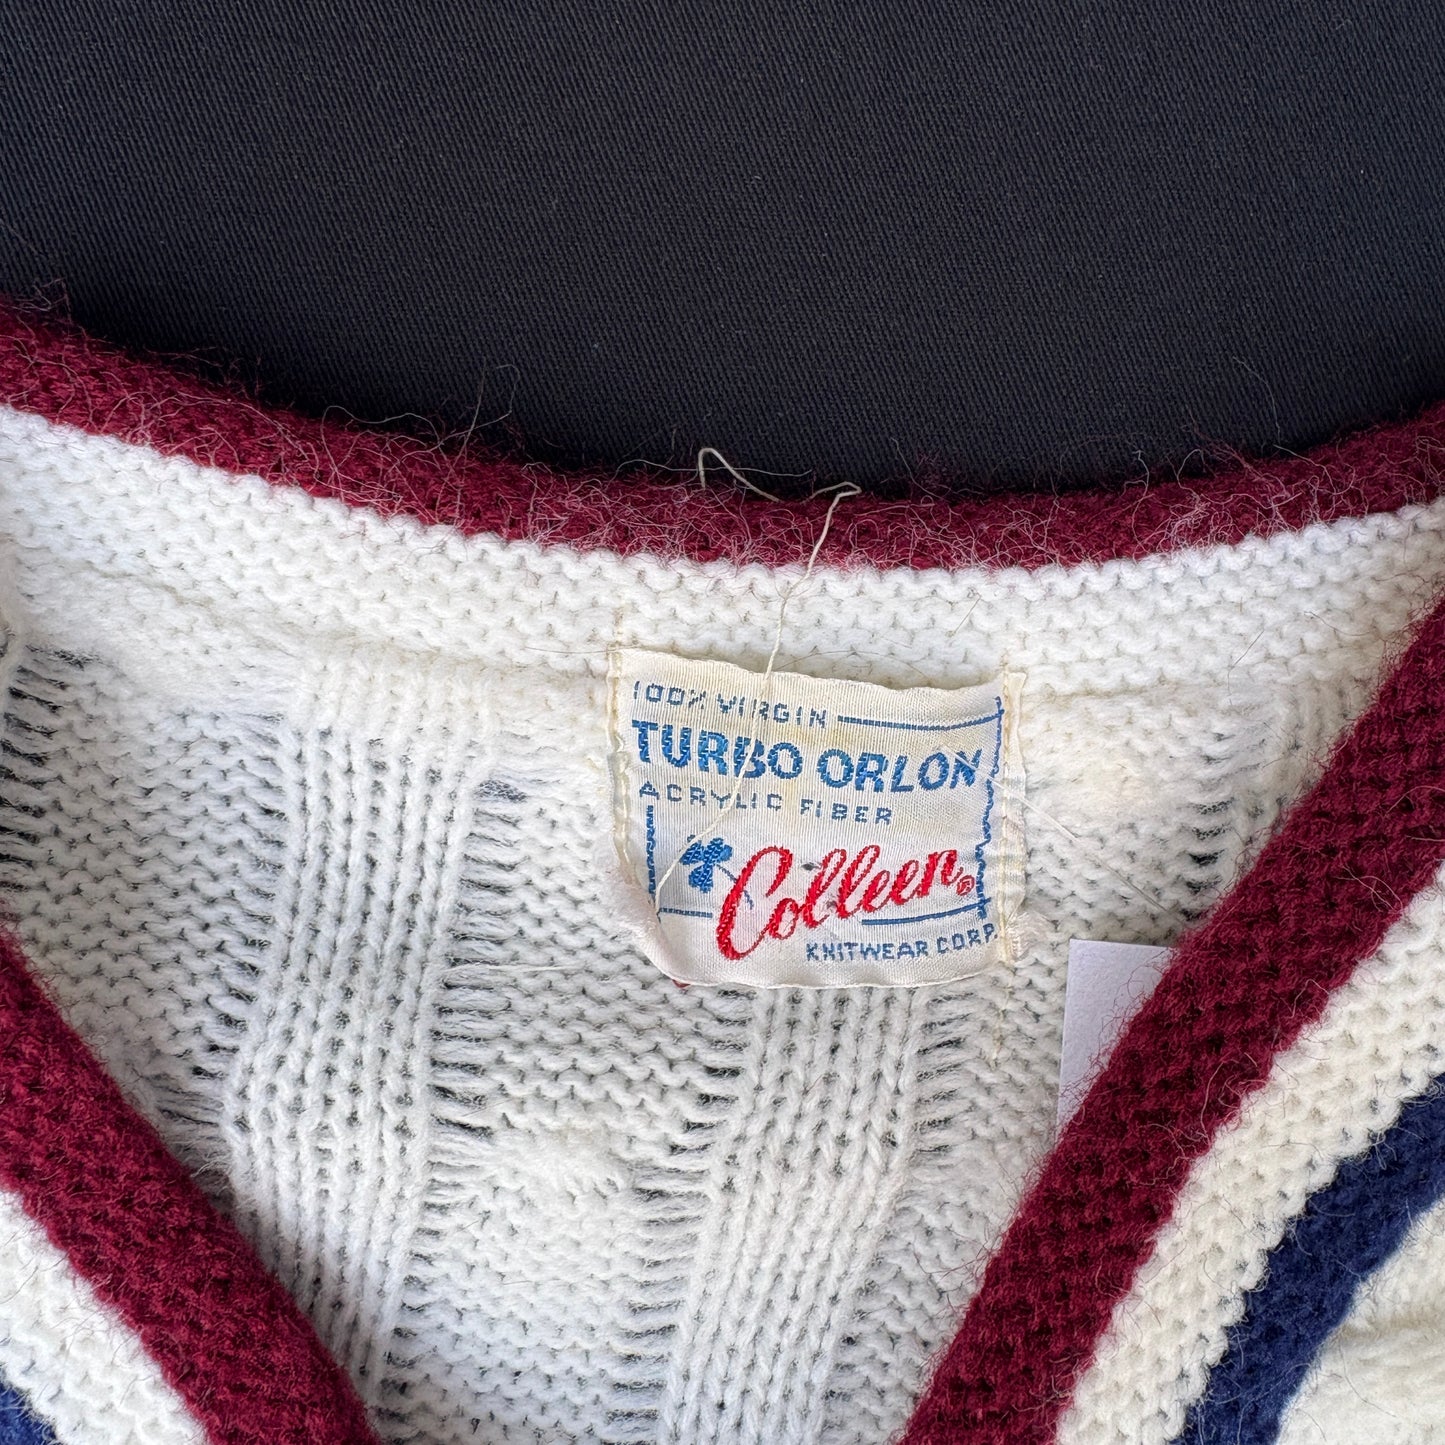 100% VIRGIN
TURBO ORLON
ACRYLIC FIBER
Colleen®
KNITWEAR CORP.